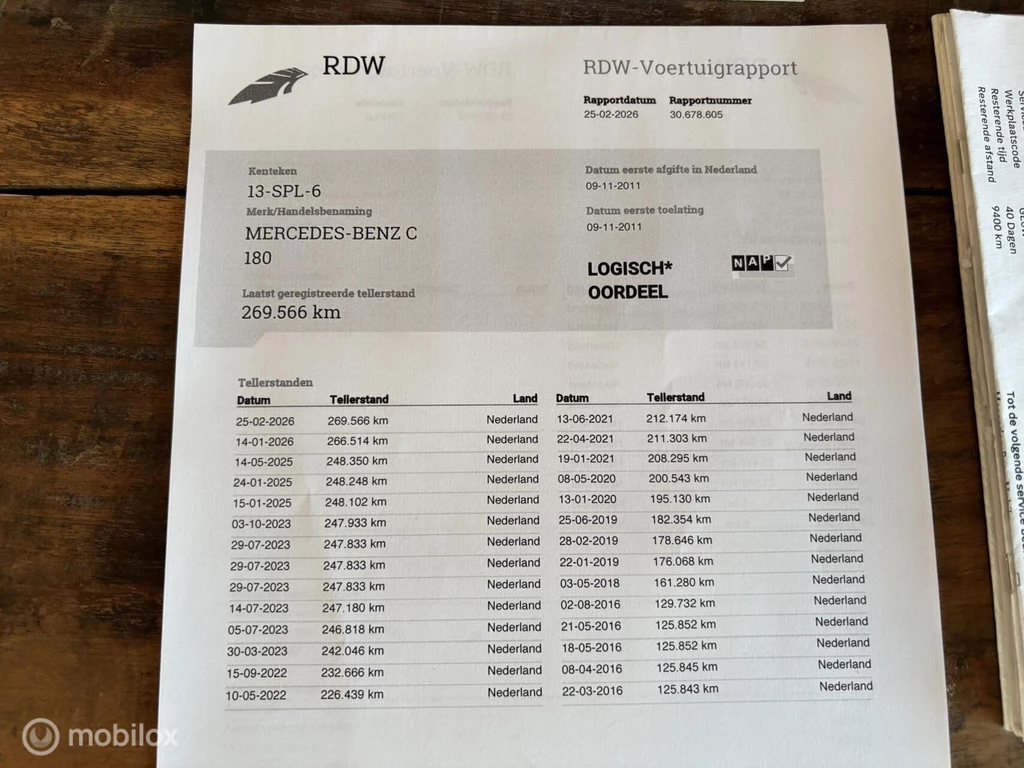 RDW
RDW-Voertuigrapport
Rapportdatum Rapportnummer
25-02-2026 30.678.605
Kenteken
13-SPL-6
Merk/Handelsbenaming
MERCEDES-BENZ C
180
Laatst geregistreerde tellerstand
269.566 km
Datum eerste afgifte in Nederland
09-11-2011
Datum eerste toelating
09-11-2011
LOGISCH*
OORDEEL
NAP
Tellerstanden
Datum Tellerstand Land
25-02-2026 269.566 km Nederland
14-01-2026 266.514 km Nederland
14-05-2025 248.350 km Nederland
24-01-2025 248.248 km Nederland
15-01-2025 248.102 km Nederland
03-10-2023 247.933 km Nederland
29-07-2023 247.833 km Nederland
29-07-2023 247.833 km Nederland
29-07-2023 247.833 km Nederland
14-07-2023 247.180 km Nederland
05-07-2023 246.818 km Nederland
30-03-2023 242.046 km Nederland
15-09-2022 232.666 km Nederland
10-05-2022 226.439 km Nederland
Datum Tellerstand Land
13-06-2021 212.174 km Nederland
22-04-2021 211.303 km Nederland
19-01-2021 208.295 km Nederland
08-05-2020 200.543 km Nederland
13-01-2020 195.130 km Nederland
25-06-2019 182.354 km Nederland
28-02-2019 178.646 km Nederland
22-01-2019 176.068 km Nederland
03-05-2018 161.280 km Nederland
02-08-2016 129.732 km Nederland
21-05-2016 125.852 km Nederland
18-05-2016 125.852 km Nederland
08-04-2016 125.845 km Nederland
22-03-2016 125.843 km Nederland
Werkplaatscode
Resterende tijd 40 Dagen
Resterende afstand 9400 km
Tot de volgende service
mobilox